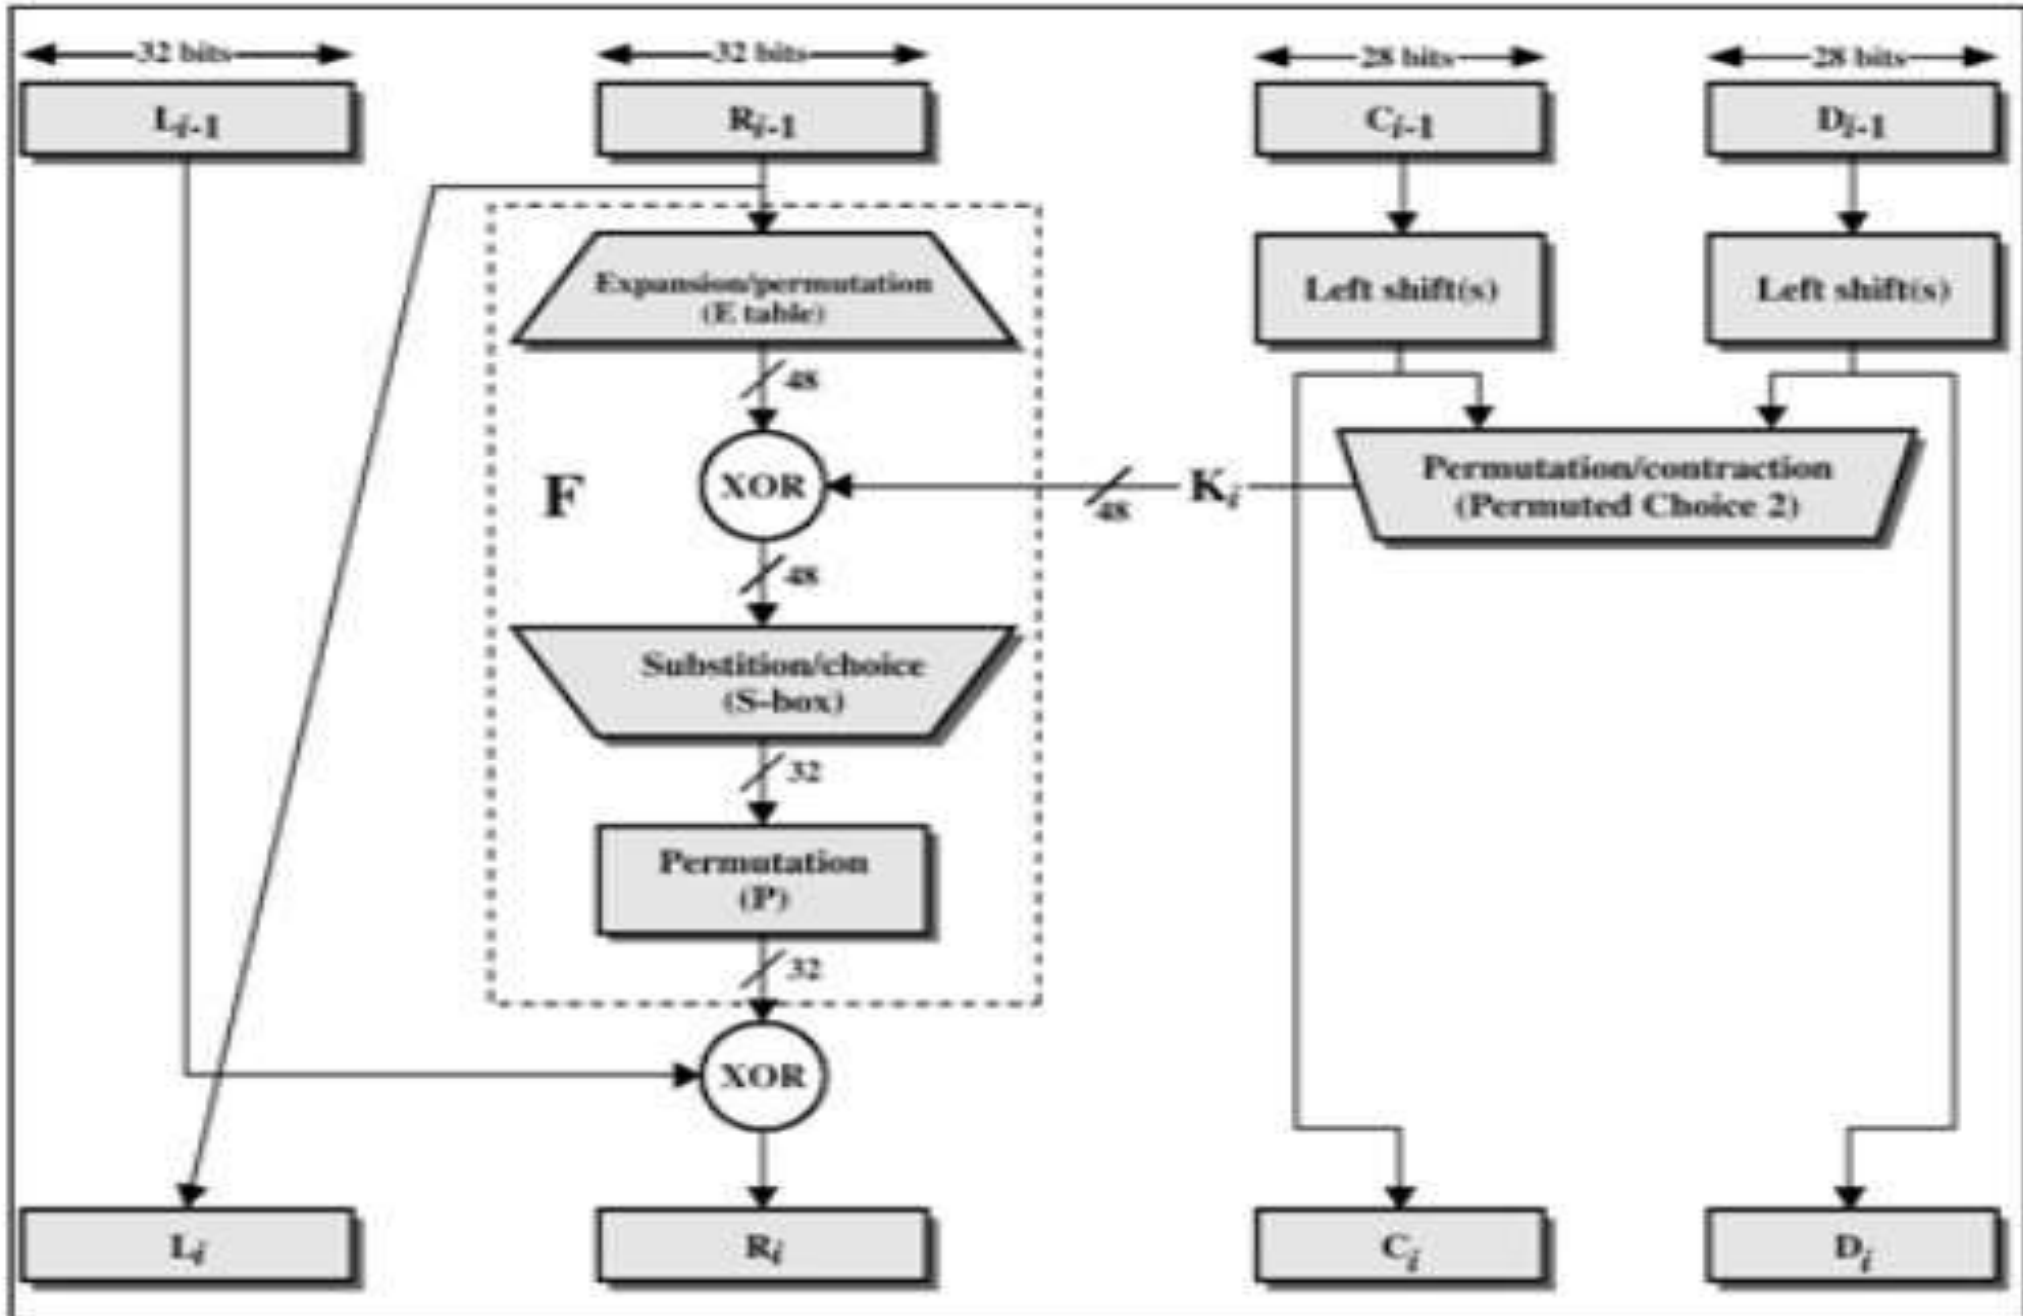 32 bits
32 bits
28 bits
28 bits
Li-1
Ri-1
Ci-1
Di-1
Expansion/permutation
(E table)
Left shift(s)
Left shift(s)
48
F
XOR
48
Ki
Permutation/contraction
(Permuted Choice 2)
48
Substition/choice
(S-box)
32
Permutation
(P)
32
XOR
Li
Ri
Ci
Di